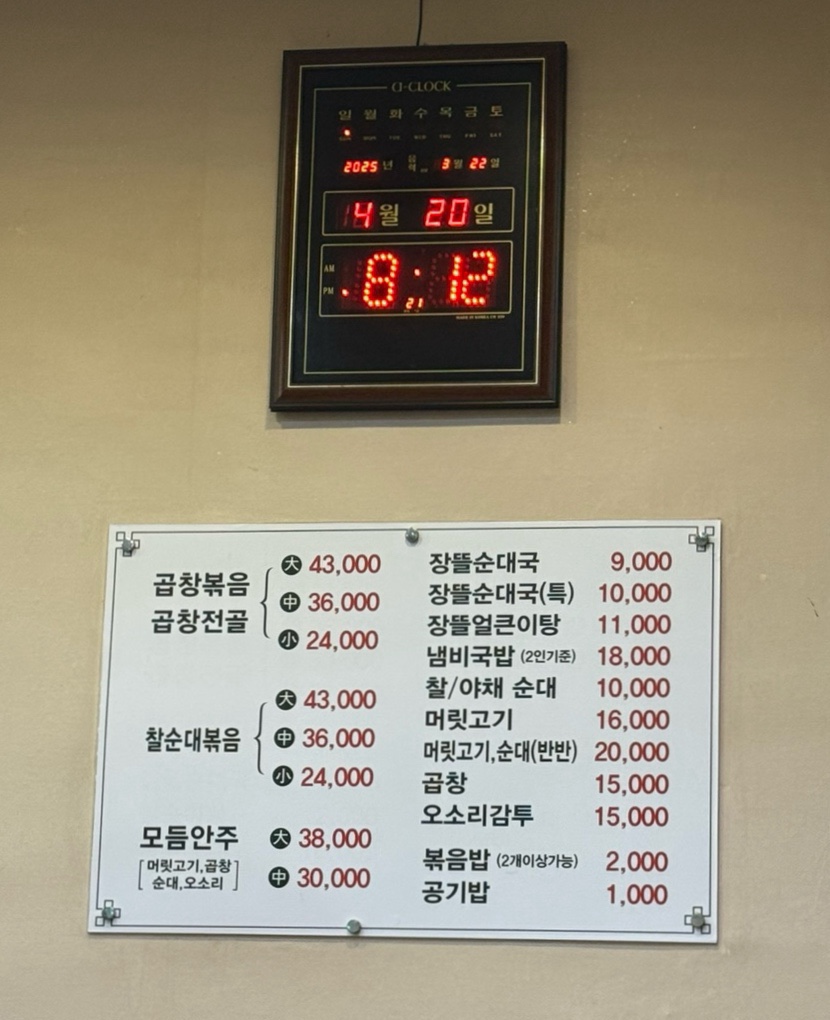 CI-CLOCK
일 월 화 수 목 금 토
2025년 음력 3월 22일
4월 20일
AM
PM
8:12
21
곱창볶음
곱창전골
大 43,000
中 36,000
小 24,000
찰순대볶음
大 43,000
中 36,000
小 24,000
모듬안주
[머릿고기,곱창
순대,오소리]
大 38,000
中 30,000
장뜰순대국 9,000
장뜰순대국(특) 10,000
장뜰얼큰이탕 11,000
냄비국밥 (2인기준) 18,000
찰/야채 순대 10,000
머릿고기 16,000
머릿고기,순대(반반) 20,000
곱창 15,000
오소리감투 15,000
볶음밥 (2개이상가능) 2,000
공기밥 1,000